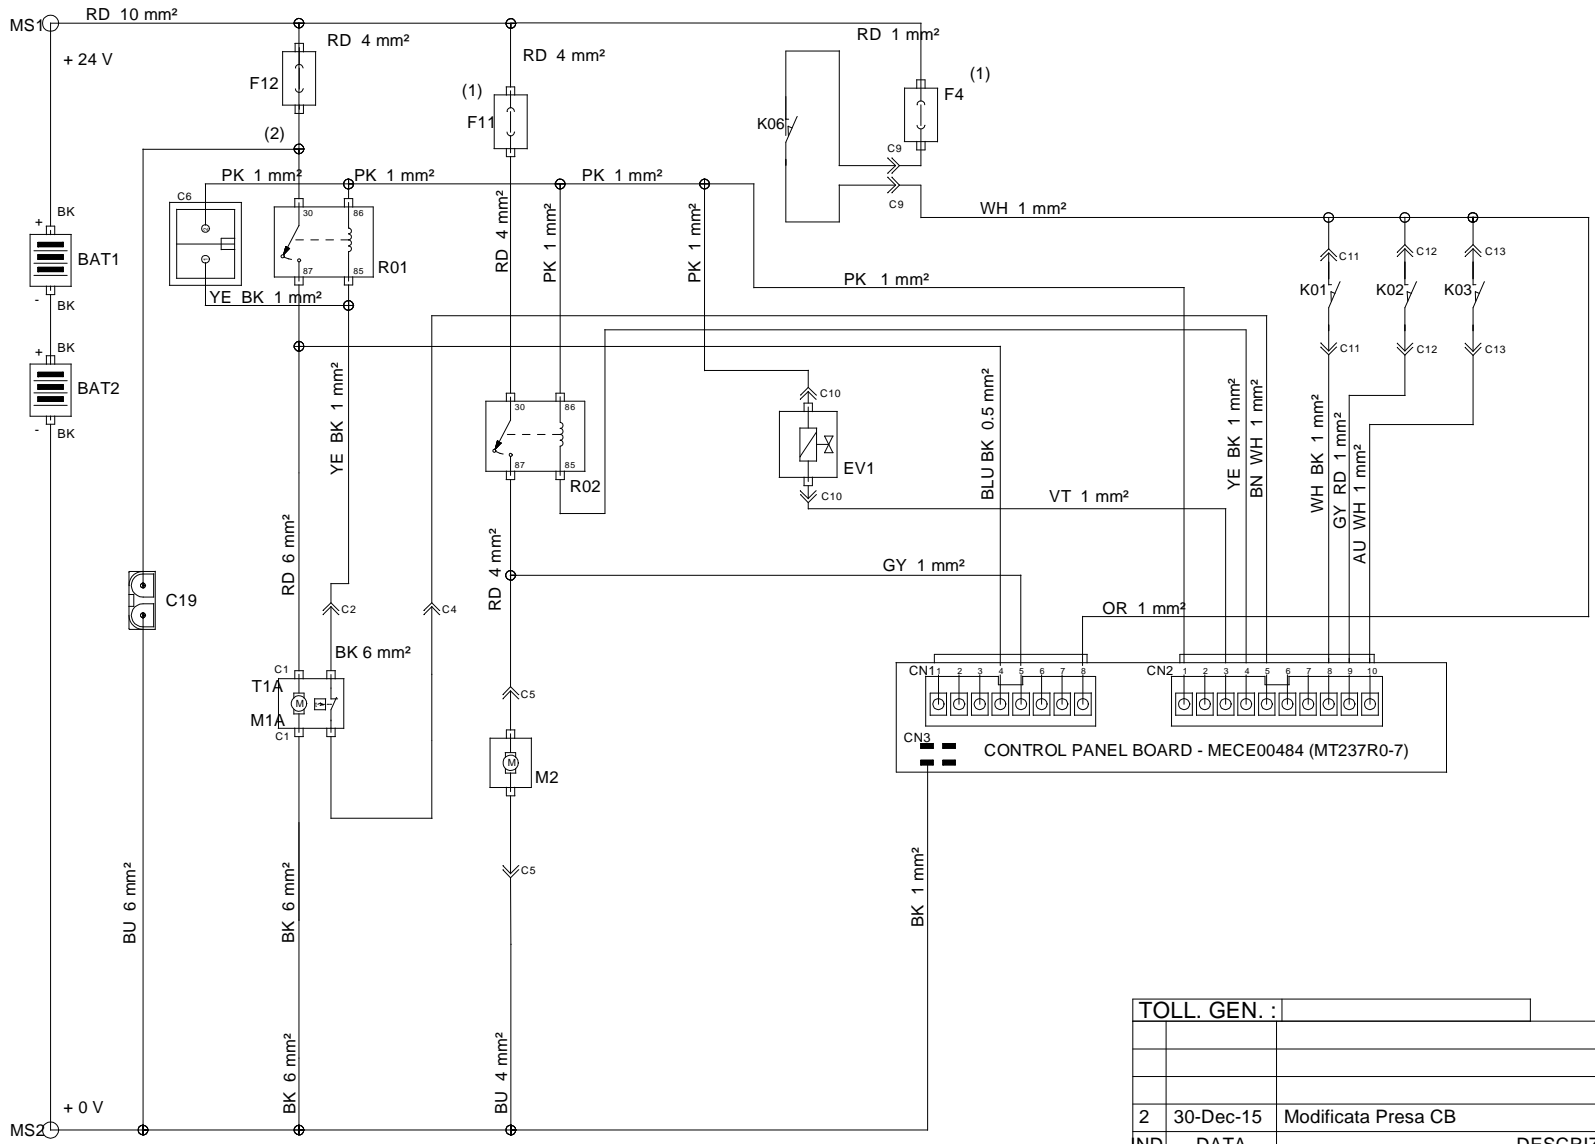 MS1
RD 10 mm²
+ 24 V
RD 4 mm²
F12
(2)
RD 4 mm²
(1)
F11
RD 1 mm²
(1)
F4
K06
C9
C9
WH 1 mm²
PK 1 mm²
PK 1 mm²
PK 1 mm²
C6
2
1
30
86
87
85
R01
YE BK 1 mm²
RD 4 mm²
PK 1 mm²
PK 1 mm²
PK 1 mm²
+
BK
BAT1
-
BK
+
BK
BAT2
-
BK
C11
C12
C13
K01
K02
K03
C11
C12
C13
YE BK 1 mm²
30
86
87
85
R02
C10
EV1
C10
VT 1 mm²
BLU BK 0.5 mm²
YE BK 1 mm²
BN WH 1 mm²
WH BK 1 mm²
GY RD 1 mm²
AU WH 1 mm²
RD 6 mm²
RD 4 mm²
GY 1 mm²
OR 1 mm²
C19
C2
C4
BK 6 mm²
C1
T1A
M
M1A
C1
C5
M
M2
C5
CN1
1 2 3 4 5 6 7 8
CN2
1 2 3 4 5 6 7 8 9 10
CN3
CONTROL PANEL BOARD - MECE00484 (MT237R0-7)
BU 6 mm²
BK 6 mm²
BK 1 mm²
BK 6 mm²
BU 4 mm²
+ 0 V
MS2
TOLL. GEN. :
2 30-Dec-15 Modificata Presa CB
IND DATA DESCRIZ